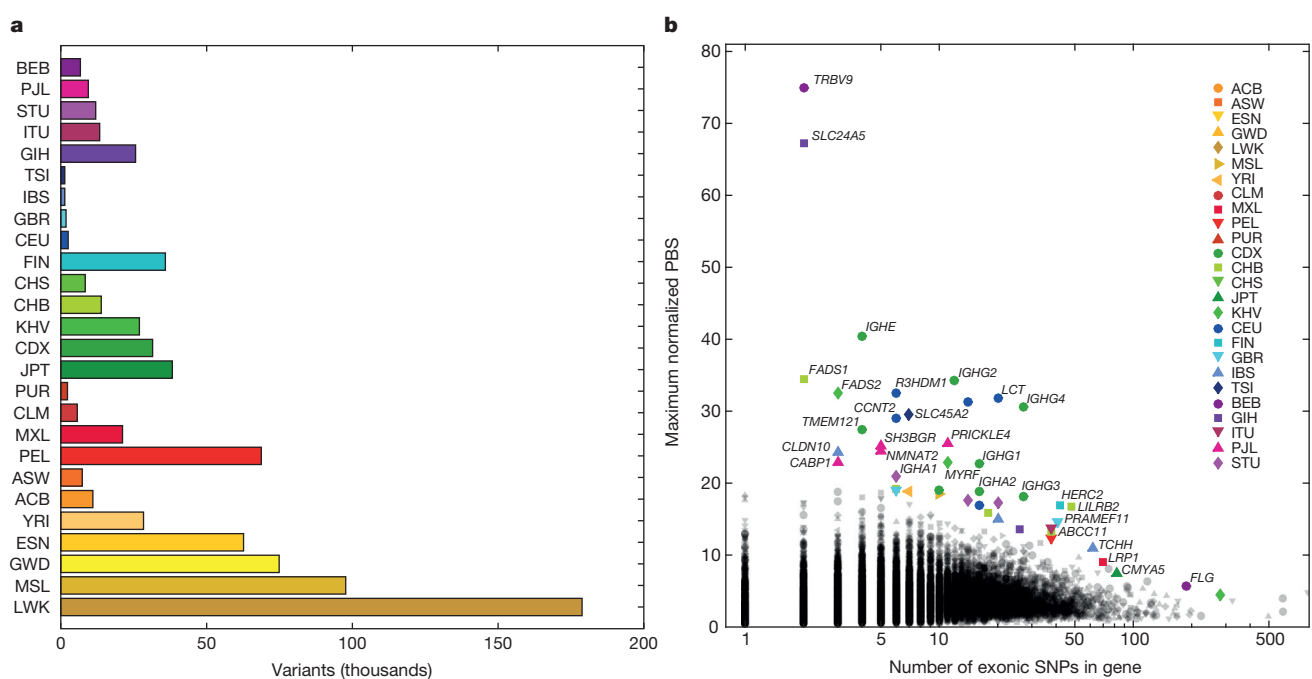 a
BEB
PJL
STU
ITU
GIH
TSI
IBS
GBR
CEU
FIN
CHS
CHB
KHV
CDX
JPT
PUR
CLM
MXL
PEL
ASW
ACB
YRI
ESN
GWD
MSL
LWK
0 50 100 150 200
Variants (thousands)
b
Maximum normalized PBS
80
70
60
50
40
30
20
10
0
TRBV9
SLC24A5
IGHE
FADS1
FADS2
R3HDM1
IGHG2
LCT
IGHG4
CCNT2
SLC45A2
TMEM121
SH3BGR
PRICKLE4
CLDN10
CABP1
NMNAT2
IGHG1
IGHA1
MYRF
IGHA2
IGHG3
HERC2
LILRB2
PRAMEF11
ABCC11
TCHH
LRP1
CMYA5
FLG
ACB
ASW
ESN
GWD
LWK
MSL
YRI
CLM
MXL
PEL
PUR
CDX
CHB
CHS
JPT
KHV
CEU
FIN
GBR
IBS
TSI
BEB
GIH
ITU
PJL
STU
1 5 10 50 100 500
Number of exonic SNPs in gene